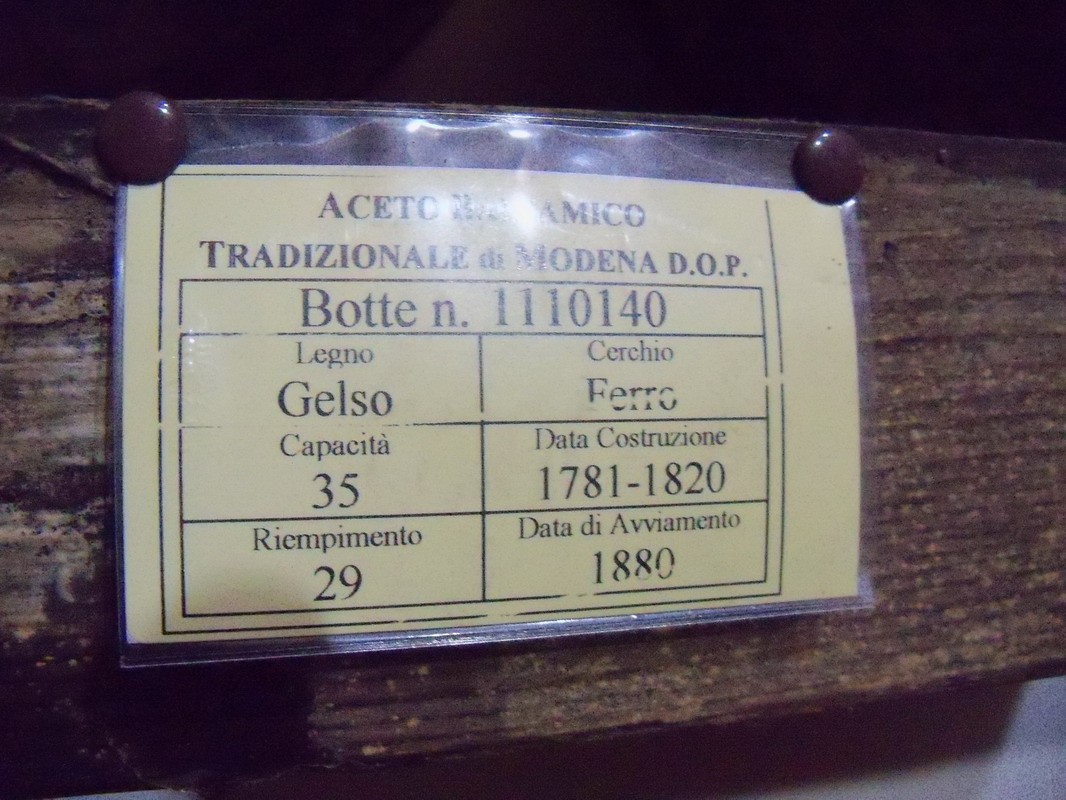 ACETO BALSAMICO
TRADIZIONALE di MODENA D.O.P.
Botte n. 1110140
Legno Cerchio
Gelso Ferro
Capacità Data Costruzione
35 1781-1820
Riempimento Data di Avviamento
29 1880